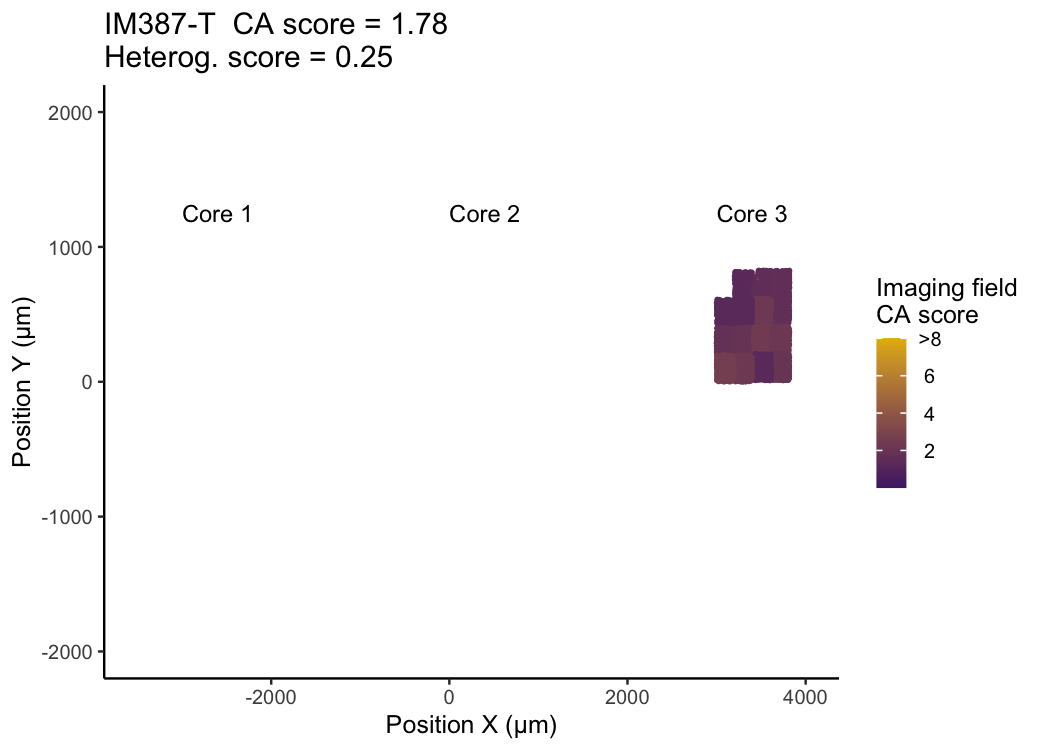 IM387-T  CA score = 1.78
Heterog. score = 0.25
2000
1000
0
-1000
-2000
Position Y (µm)
Core 1
Core 2
Core 3
-2000
0
2000
4000
Position X (µm)
Imaging field
CA score
>8
6
4
2